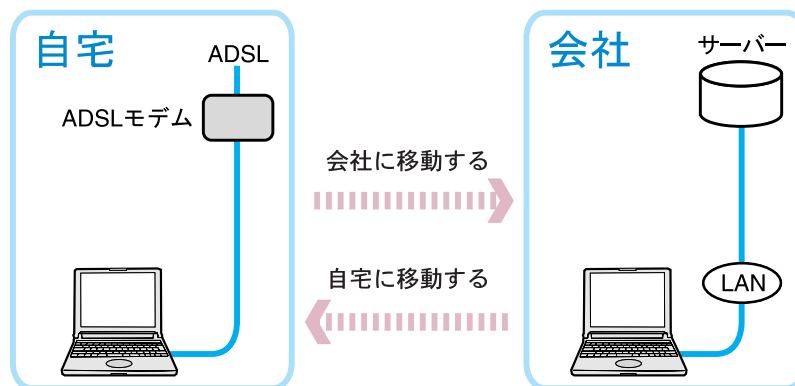 自宅
ADSL
ADSLモデム
会社に移動する
自宅に移動する
会社
サーバー
LAN